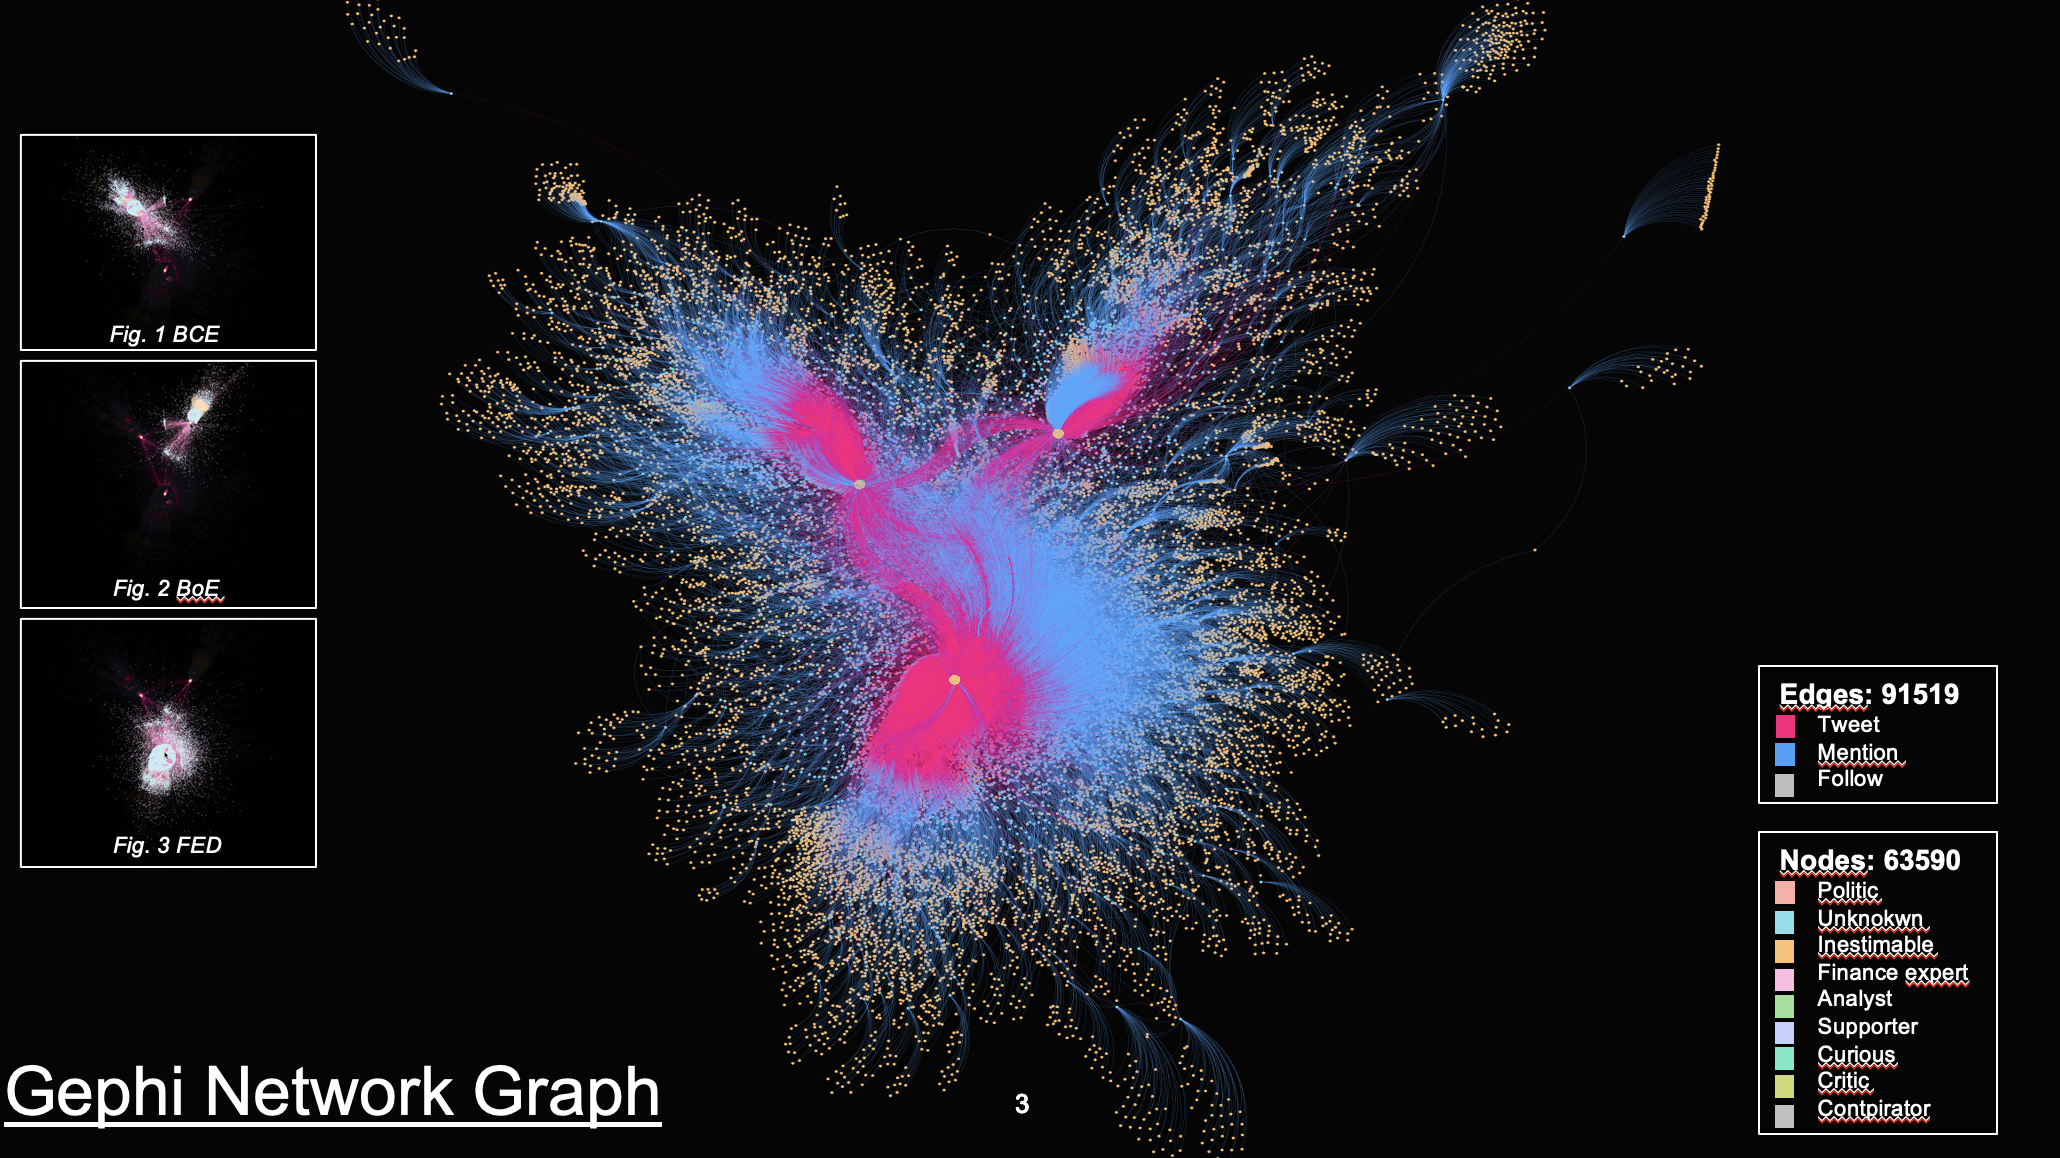 Fig. 1 BCE
Fig. 2 BoE
Fig. 3 FED
Edges: 91519
Tweet
Mention
Follow
Nodes: 63590
Politic
Unknokwn
Inestimable
Finance expert
Analyst
Supporter
Curious
Critic
Contpirator
Gephi Network Graph
3